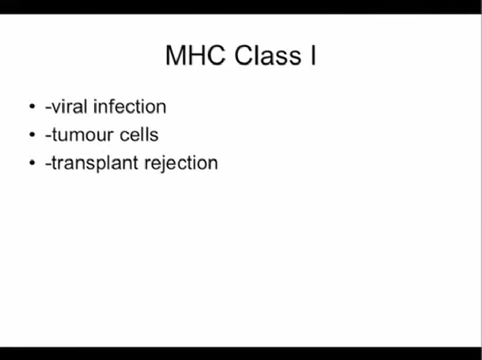 MHC Class I
• -viral infection
• -tumour cells
• -transplant rejection